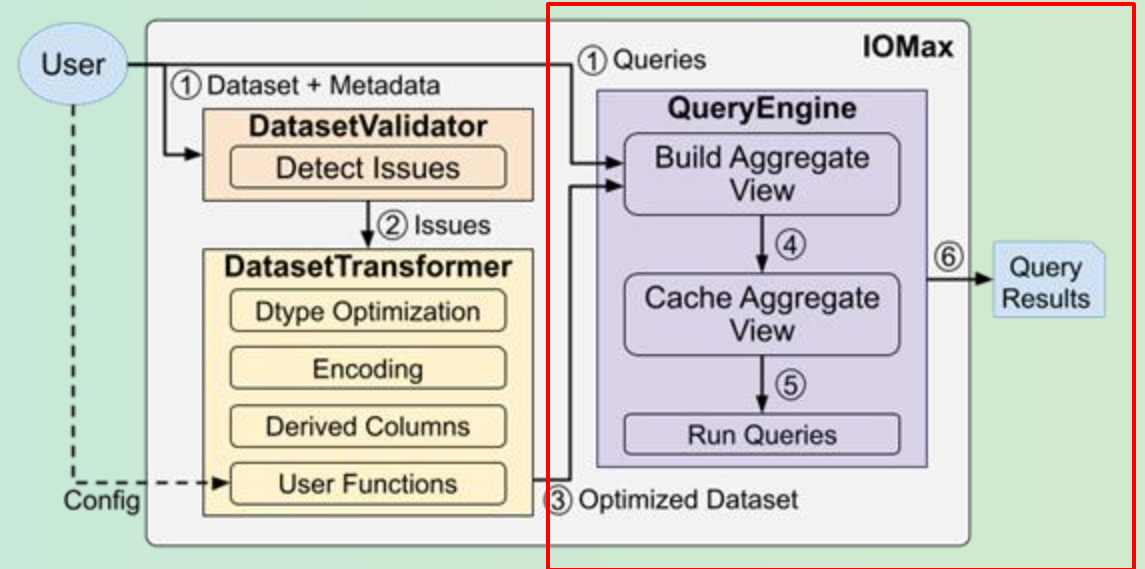 User
IOMax
① Queries
① Dataset + Metadata
DatasetValidator
Detect Issues
② Issues
DatasetTransformer
Dtype Optimization
Encoding
Derived Columns
User Functions
Config
③ Optimized Dataset
QueryEngine
Build Aggregate
View
④
Cache Aggregate
View
⑤
Run Queries
⑥
Query
Results